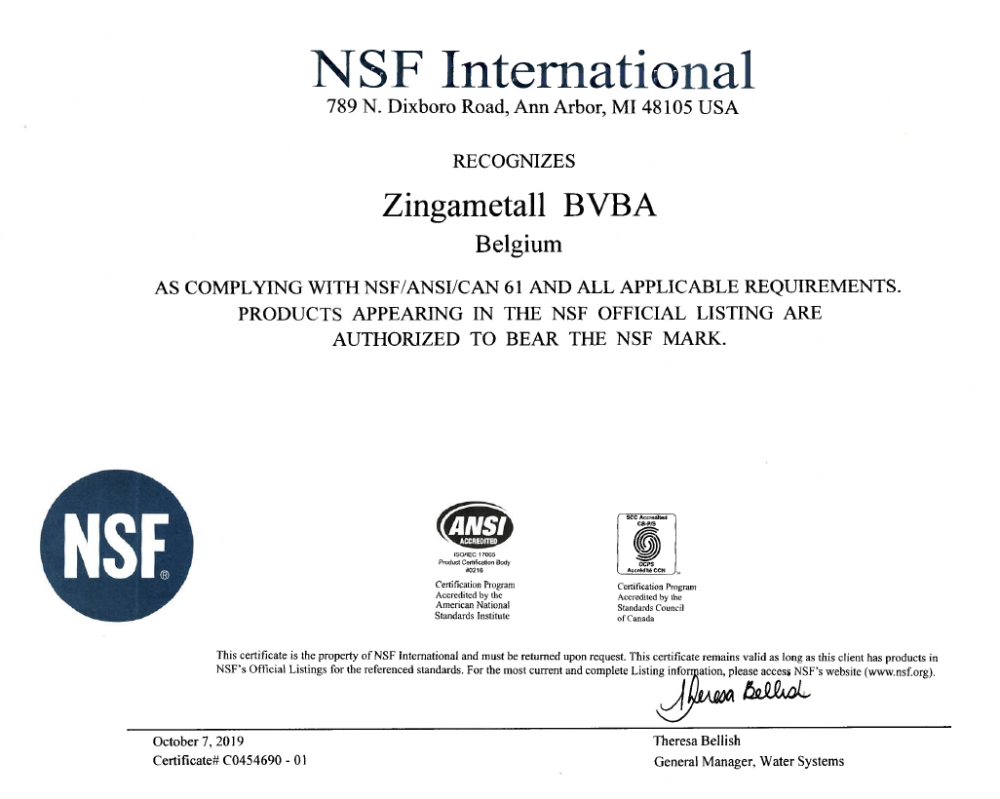 NSF International
789 N. Dixboro Road, Ann Arbor, MI 48105 USA
RECOGNIZES
Zingametall BVBA
Belgium
AS COMPLYING WITH NSF/ANSI/CAN 61 AND ALL APPLICABLE REQUIREMENTS.
PRODUCTS APPEARING IN THE NSF OFFICIAL LISTING ARE
AUTHORIZED TO BEAR THE NSF MARK.
NSF®
ANSI
ACCREDITED
ISO/IEC 17065
Product Certification Body
#0216
Certification Program
Accredited by the
American National
Standards Institute
SCC Accredited
CB-P/S
OCPS
Accrédité CCN
Certification Program
Accredited by the
Standards Council
of Canada
This certificate is the property of NSF International and must be returned upon request. This certificate remains valid as long as this client has products in
NSF's Official Listings for the referenced standards. For the most current and complete Listing information, please access NSF's website (www.nsf.org).
Theresa Bellish
October 7, 2019
Certificate# C0454690 - 01
Theresa Bellish
General Manager, Water Systems